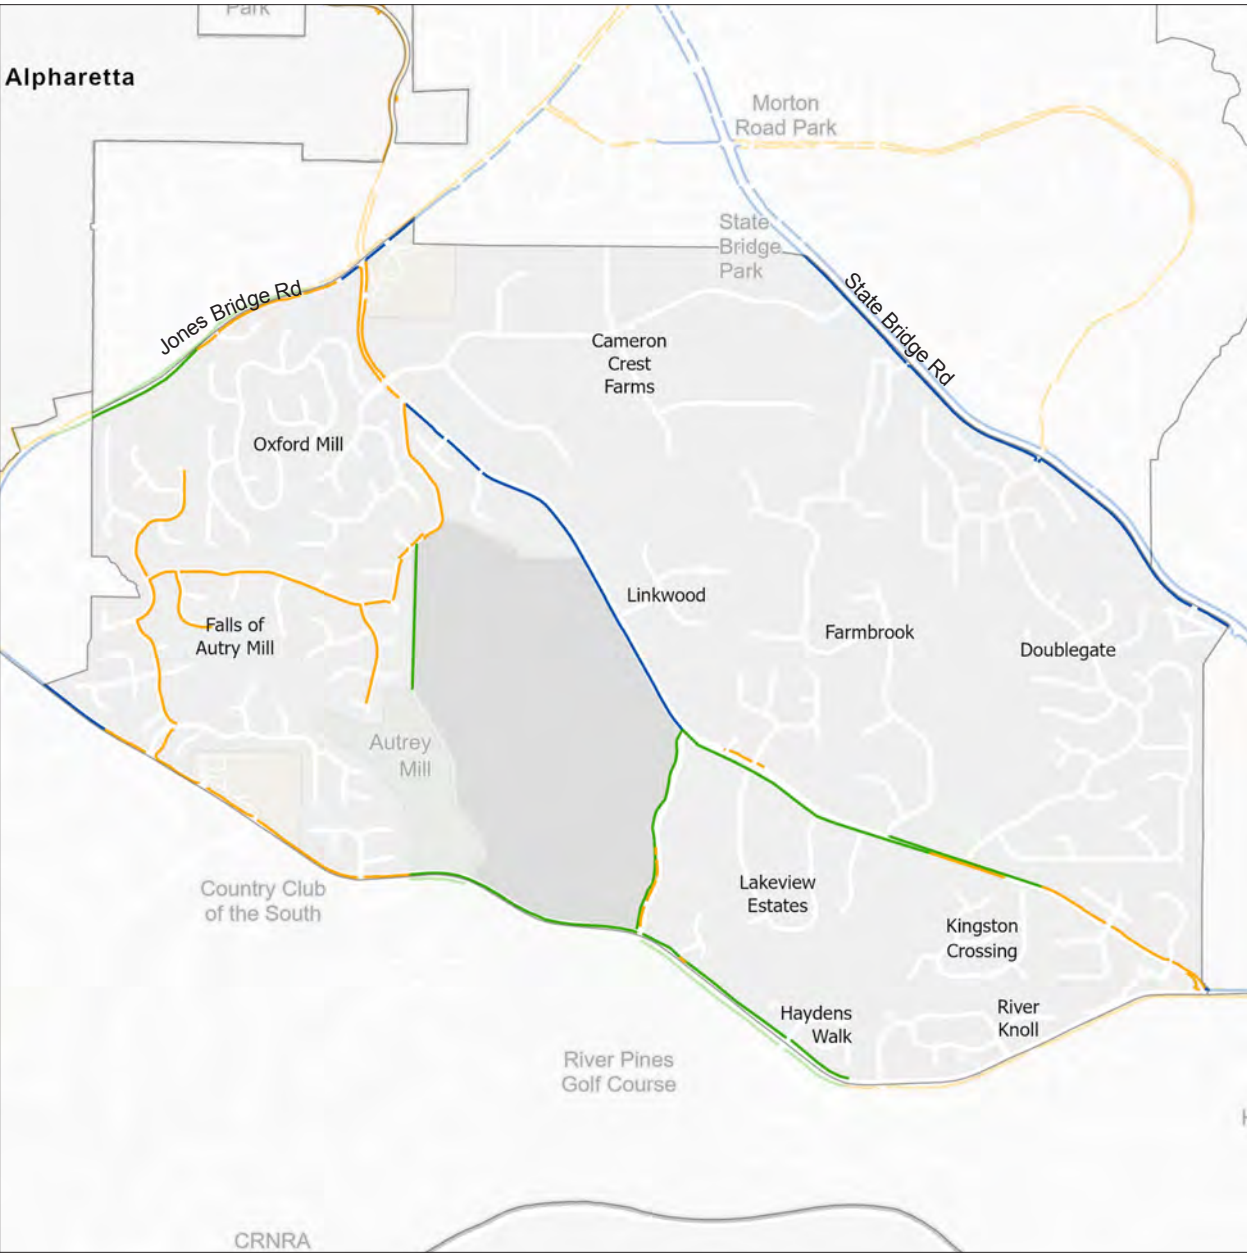 Park
Alpharetta
Morton
Road Park
State
Bridge
Park
Jones Bridge Rd
State Bridge Rd
Cameron
Crest
Farms
Oxford Mill
Linkwood
Falls of
Autry Mill
Farmbrook
Doublegate
Autrey
Mill
Country Club
of the South
Lakeview
Estates
Kingston
Crossing
Haydens
Walk
River
Knoll
River Pines
Golf Course
CRNRA